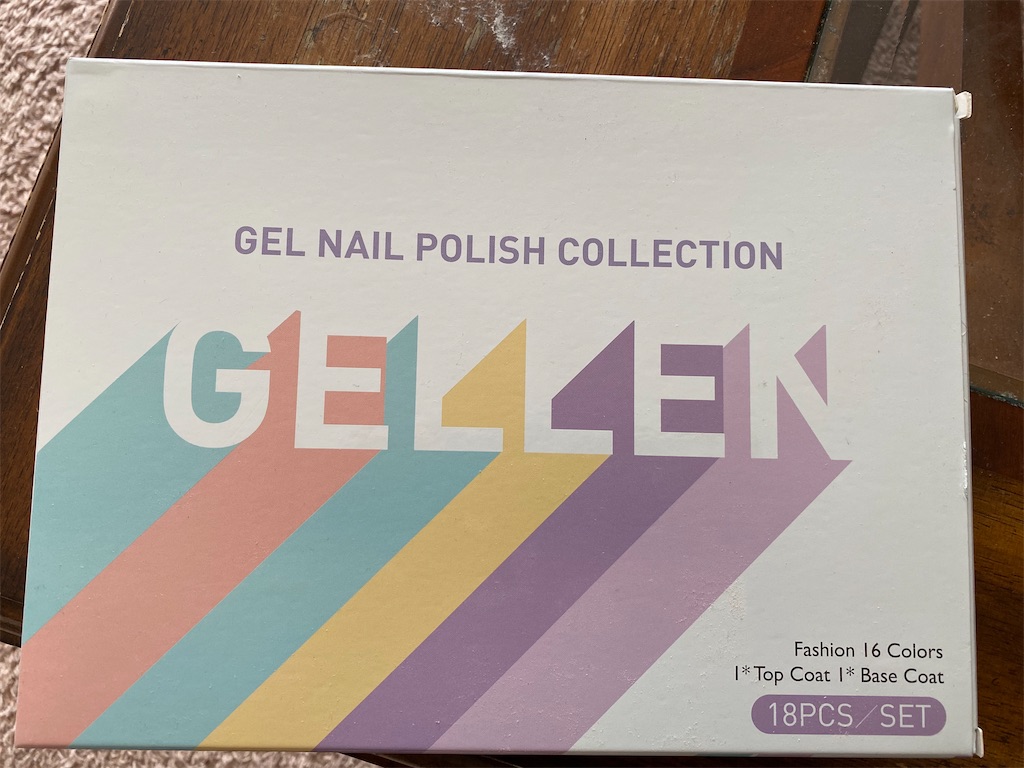 GEL NAIL POLISH COLLECTION
GELLEN
Fashion 16 Colors
1* Top Coat 1* Base Coat
18PCS/SET